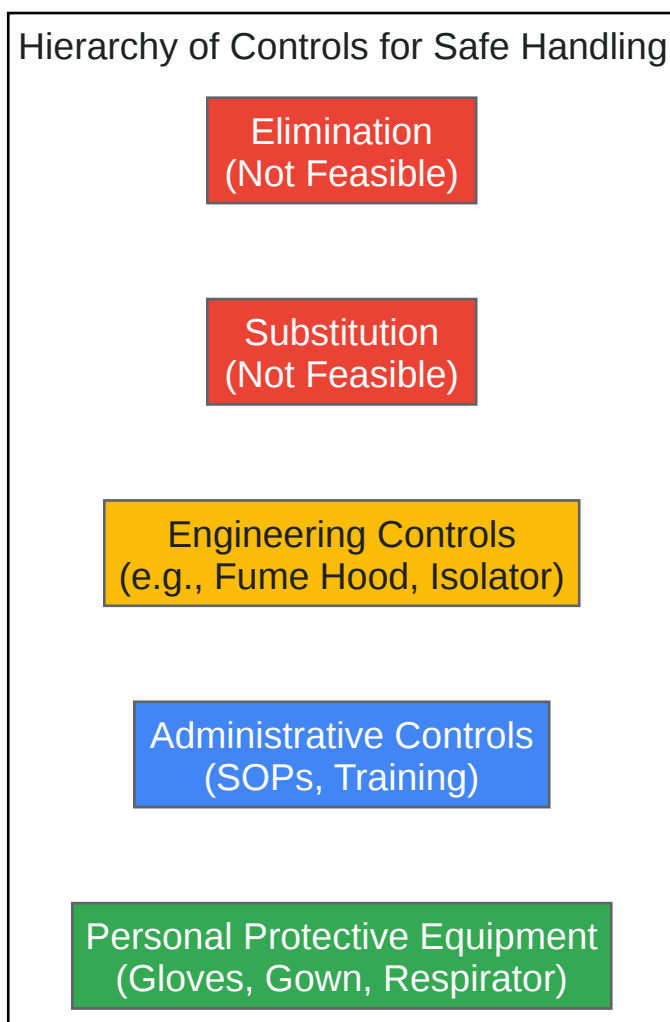 Hierarchy of Controls for Safe Handling
Elimination
(Not Feasible)
Substitution
(Not Feasible)
Engineering Controls
(e.g., Fume Hood, Isolator)
Administrative Controls
(SOPs, Training)
Personal Protective Equipment
(Gloves, Gown, Respirator)